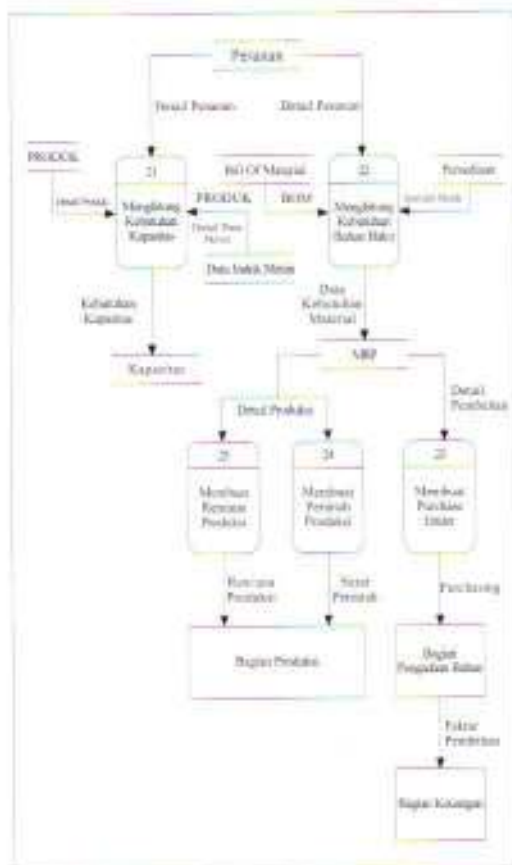 Pesanan
Detail Pesanan
Detail Pesanan
PRODUK
21
Menghitung
Kebutuhan
Kapasitas
PRODUK
Data Induk Mesin
Bill Of Material
BOM
22
Menghitung
Kebutuhan
Bahan Baku
Persediaan
Kebutuhan
Kapasitas
Kapasitas
Data
Kebutuhan
Material
MRP
Detail Produksi
Detail
Pembelian
25
Membuat
Rencana
Produksi
24
Membuat
Perintah
Produksi
Membuat
Purchase
Order
Rencana
Produksi
Surat
Perintah
Purchasing
Bagian Produksi
Bagian
Pengadaan Bahan
Faktur
Pembelian
Bagian Keuangan